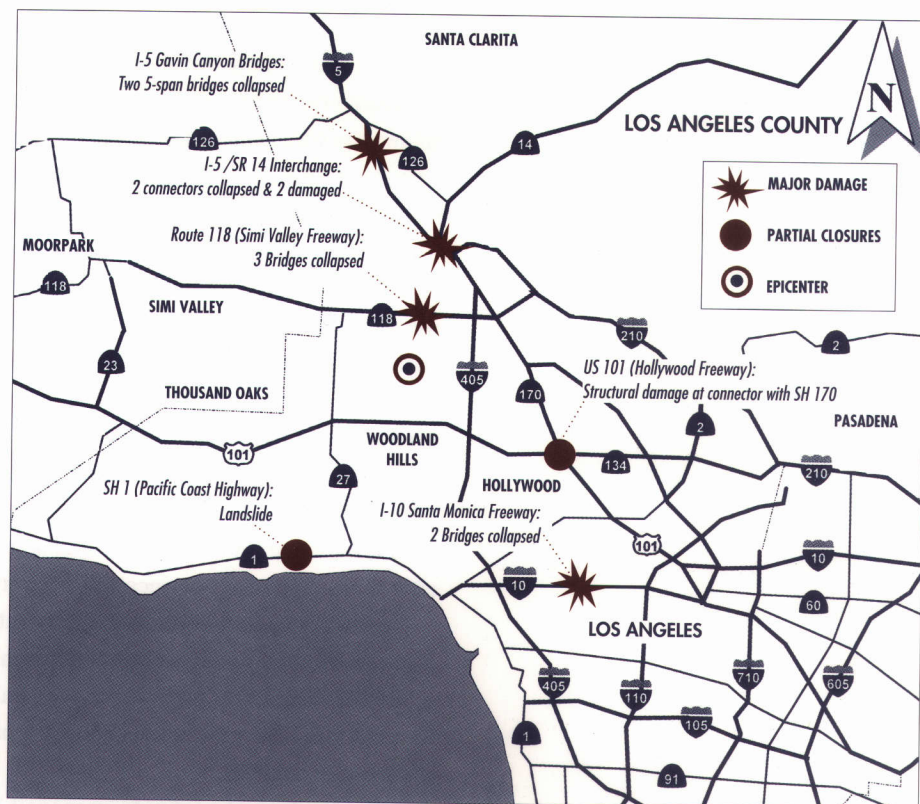 SANTA CLARITA
I-5 Gavin Canyon Bridges:
Two 5-span bridges collapsed
5
N
LOS ANGELES COUNTY
126
126
14
I-5 /SR 14 Interchange:
2 connectors collapsed & 2 damaged
MAJOR DAMAGE
PARTIAL CLOSURES
EPICENTER
Route 118 (Simi Valley Freeway):
3 Bridges collapsed
MOORPARK
118
SIMI VALLEY
118
210
2
23
405
170
US 101 (Hollywood Freeway):
Structural damage at connector with SH 170
THOUSAND OAKS
2
PASADENA
101
WOODLAND
HILLS
134
210
27
SH 1 (Pacific Coast Highway):
Landslide
HOLLYWOOD
I-10 Santa Monica Freeway:
2 Bridges collapsed
101
1
10
10
60
LOS ANGELES
405
110
710
605
105
1
91